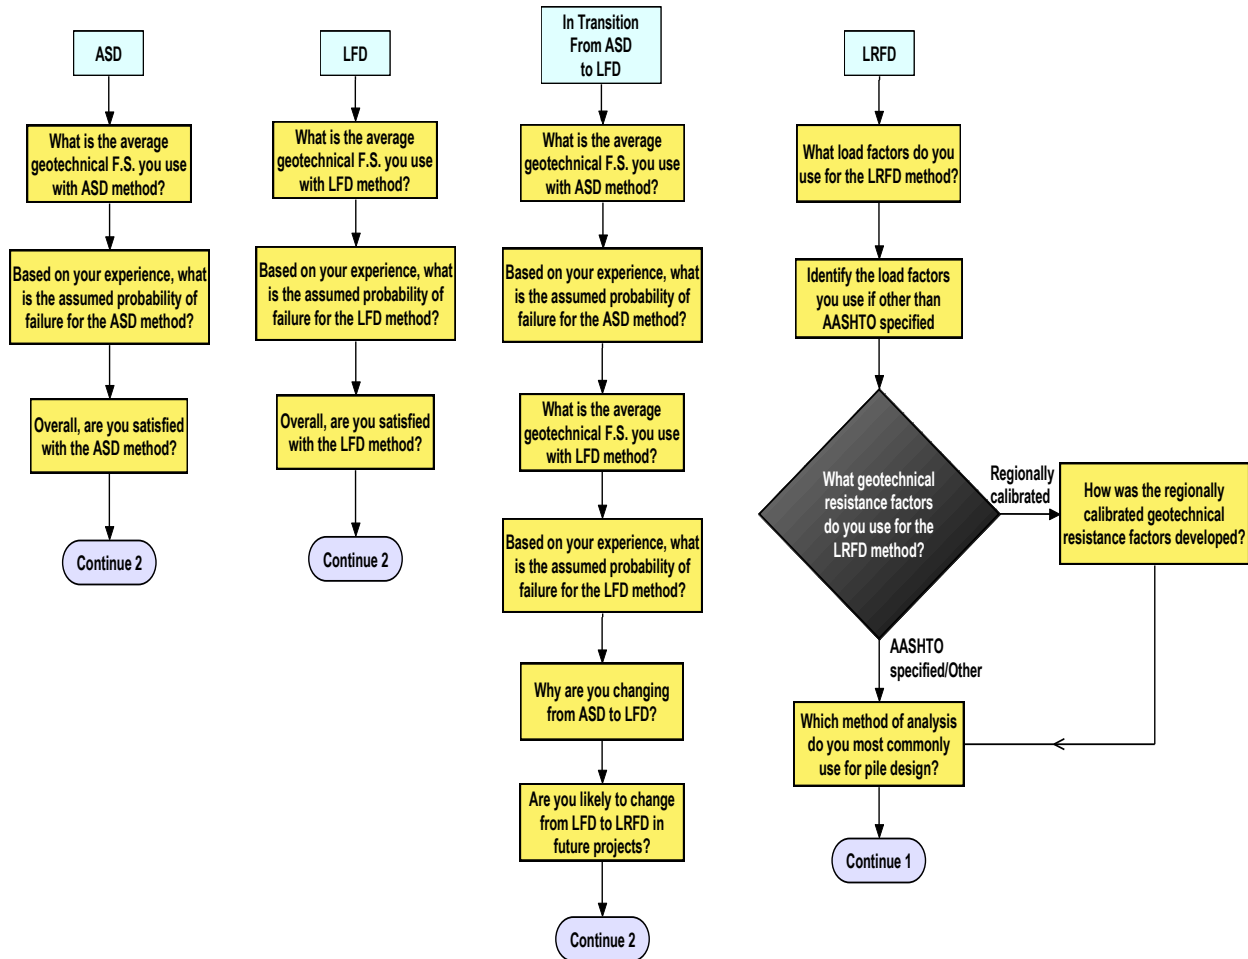 ASD
What is the average
geotechnical F.S. you use
with ASD method?
Based on your experience, what
is the assumed probability of
failure for the ASD method?
Overall, are you satisfied
with the ASD method?
Continue 2
LFD
What is the average
geotechnical F.S. you use
with LFD method?
Based on your experience, what
is the assumed probability of
failure for the LFD method?
Overall, are you satisfied
with the LFD method?
Continue 2
In Transition
From ASD
to LFD
What is the average
geotechnical F.S. you use
with ASD method?
Based on your experience, what
is the assumed probability of
failure for the ASD method?
What is the average
geotechnical F.S. you use
with LFD method?
Based on your experience, what
is the assumed probability of
failure for the LFD method?
Why are you changing
from ASD to LFD?
Are you likely to change
from LFD to LRFD in
future projects?
Continue 2
LRFD
What load factors do you
use for the LRFD method?
Identify the load factors
you use if other than
AASHTO specified
What geotechnical
resistance factors
do you use for the
LRFD method?
Regionally
calibrated
How was the regionally
calibrated geotechnical
resistance factors developed?
AASHTO
specified/Other
Which method of analysis
do you most commonly
use for pile design?
Continue 1